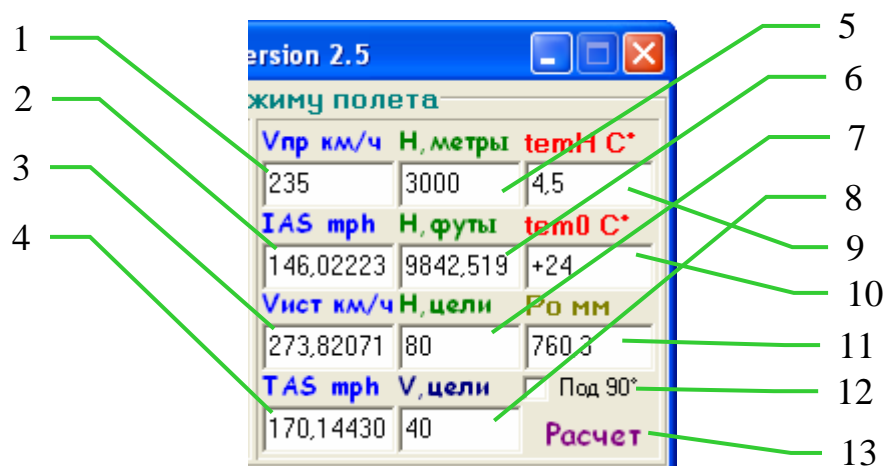 1
2
3
4
5
6
7
8
9
10
11
12
13
ersion 2.5
жиму полета
Vпр км/ч H,метры temH C°
235 3000 4,5
IAS mph H,футы tem0 C°
146,02223 9842,519 +24
Vист км/ч H,цели Po мм
273,82071 80 760,3
TAS mph V,цели Под 90°
170,14430 40 Расчет